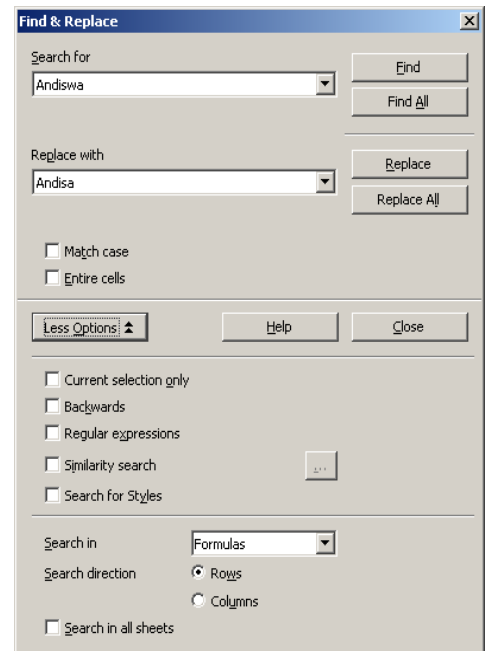 Find & Replace
Search for
Andiswa
Find
Find All
Replace with
Andisa
Replace
Replace All
Match case
Entire cells
Less Options
Help
Close
Current selection only
Backwards
Regular expressions
Similarity search
...
Search for Styles
Search in
Formulas
Search direction
Rows
Columns
Search in all sheets